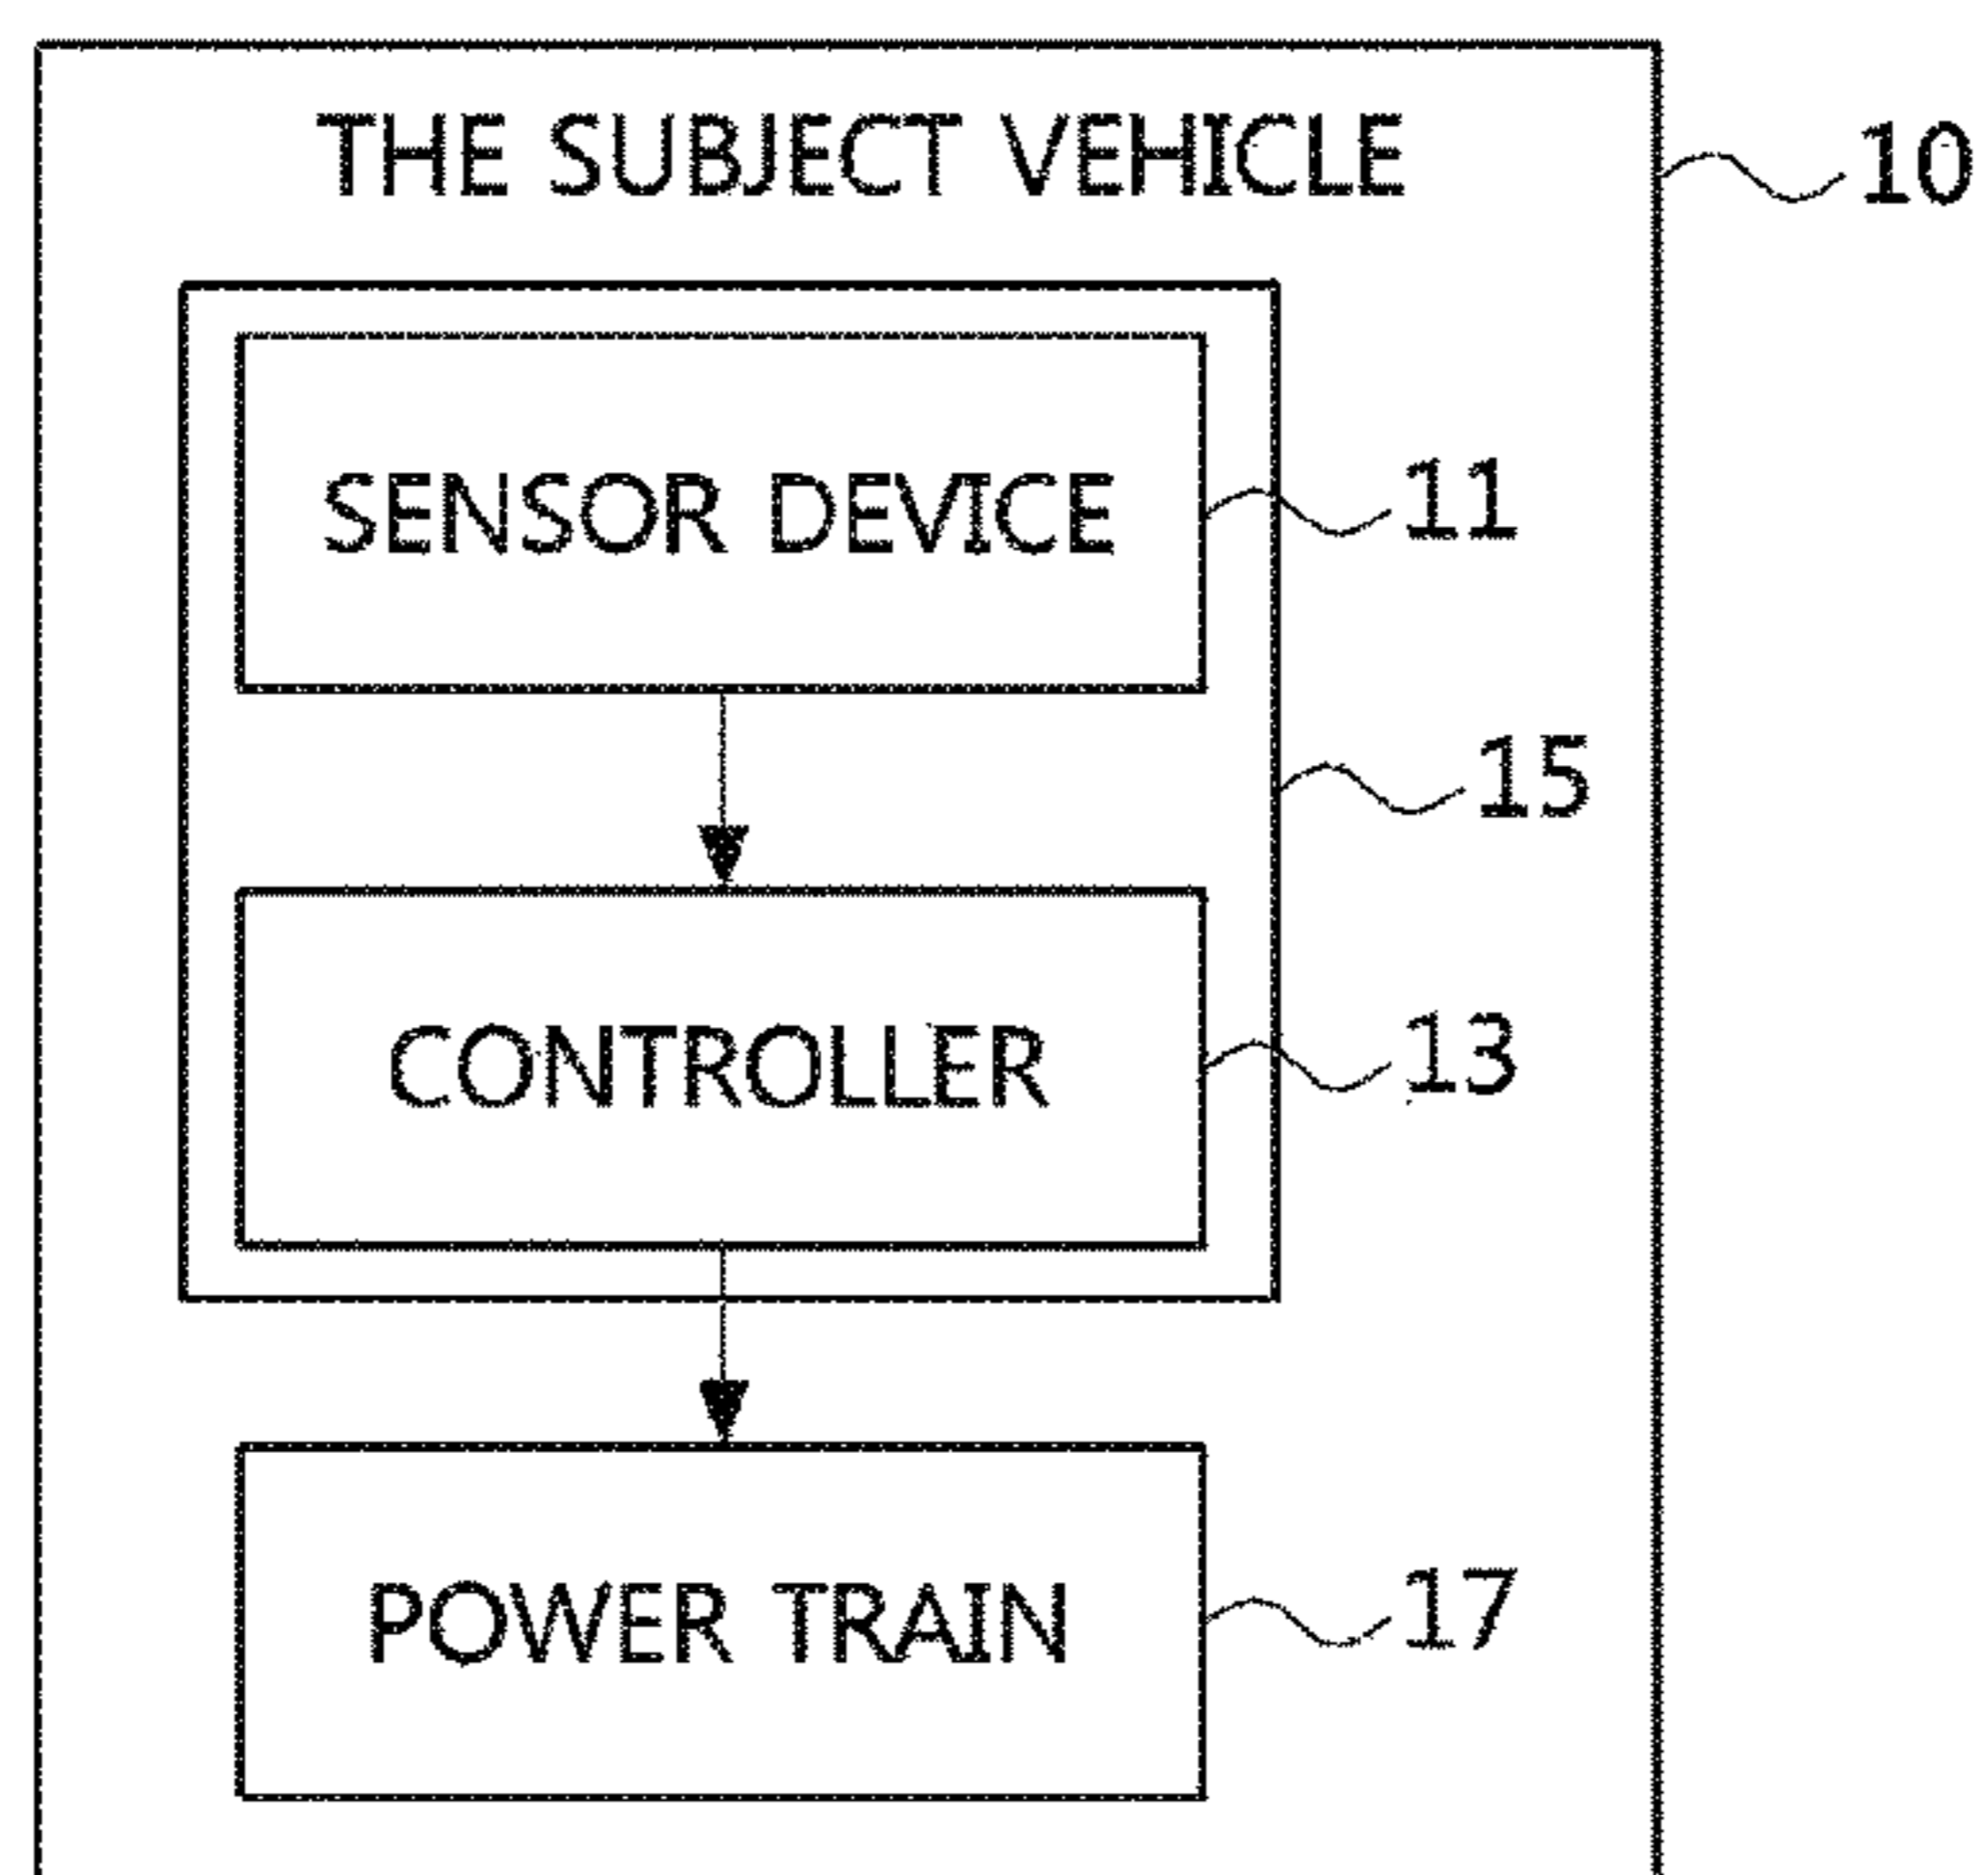 THE SUBJECT VEHICLE
10
SENSOR DEVICE
11
15
CONTROLLER
13
POWER TRAIN
17